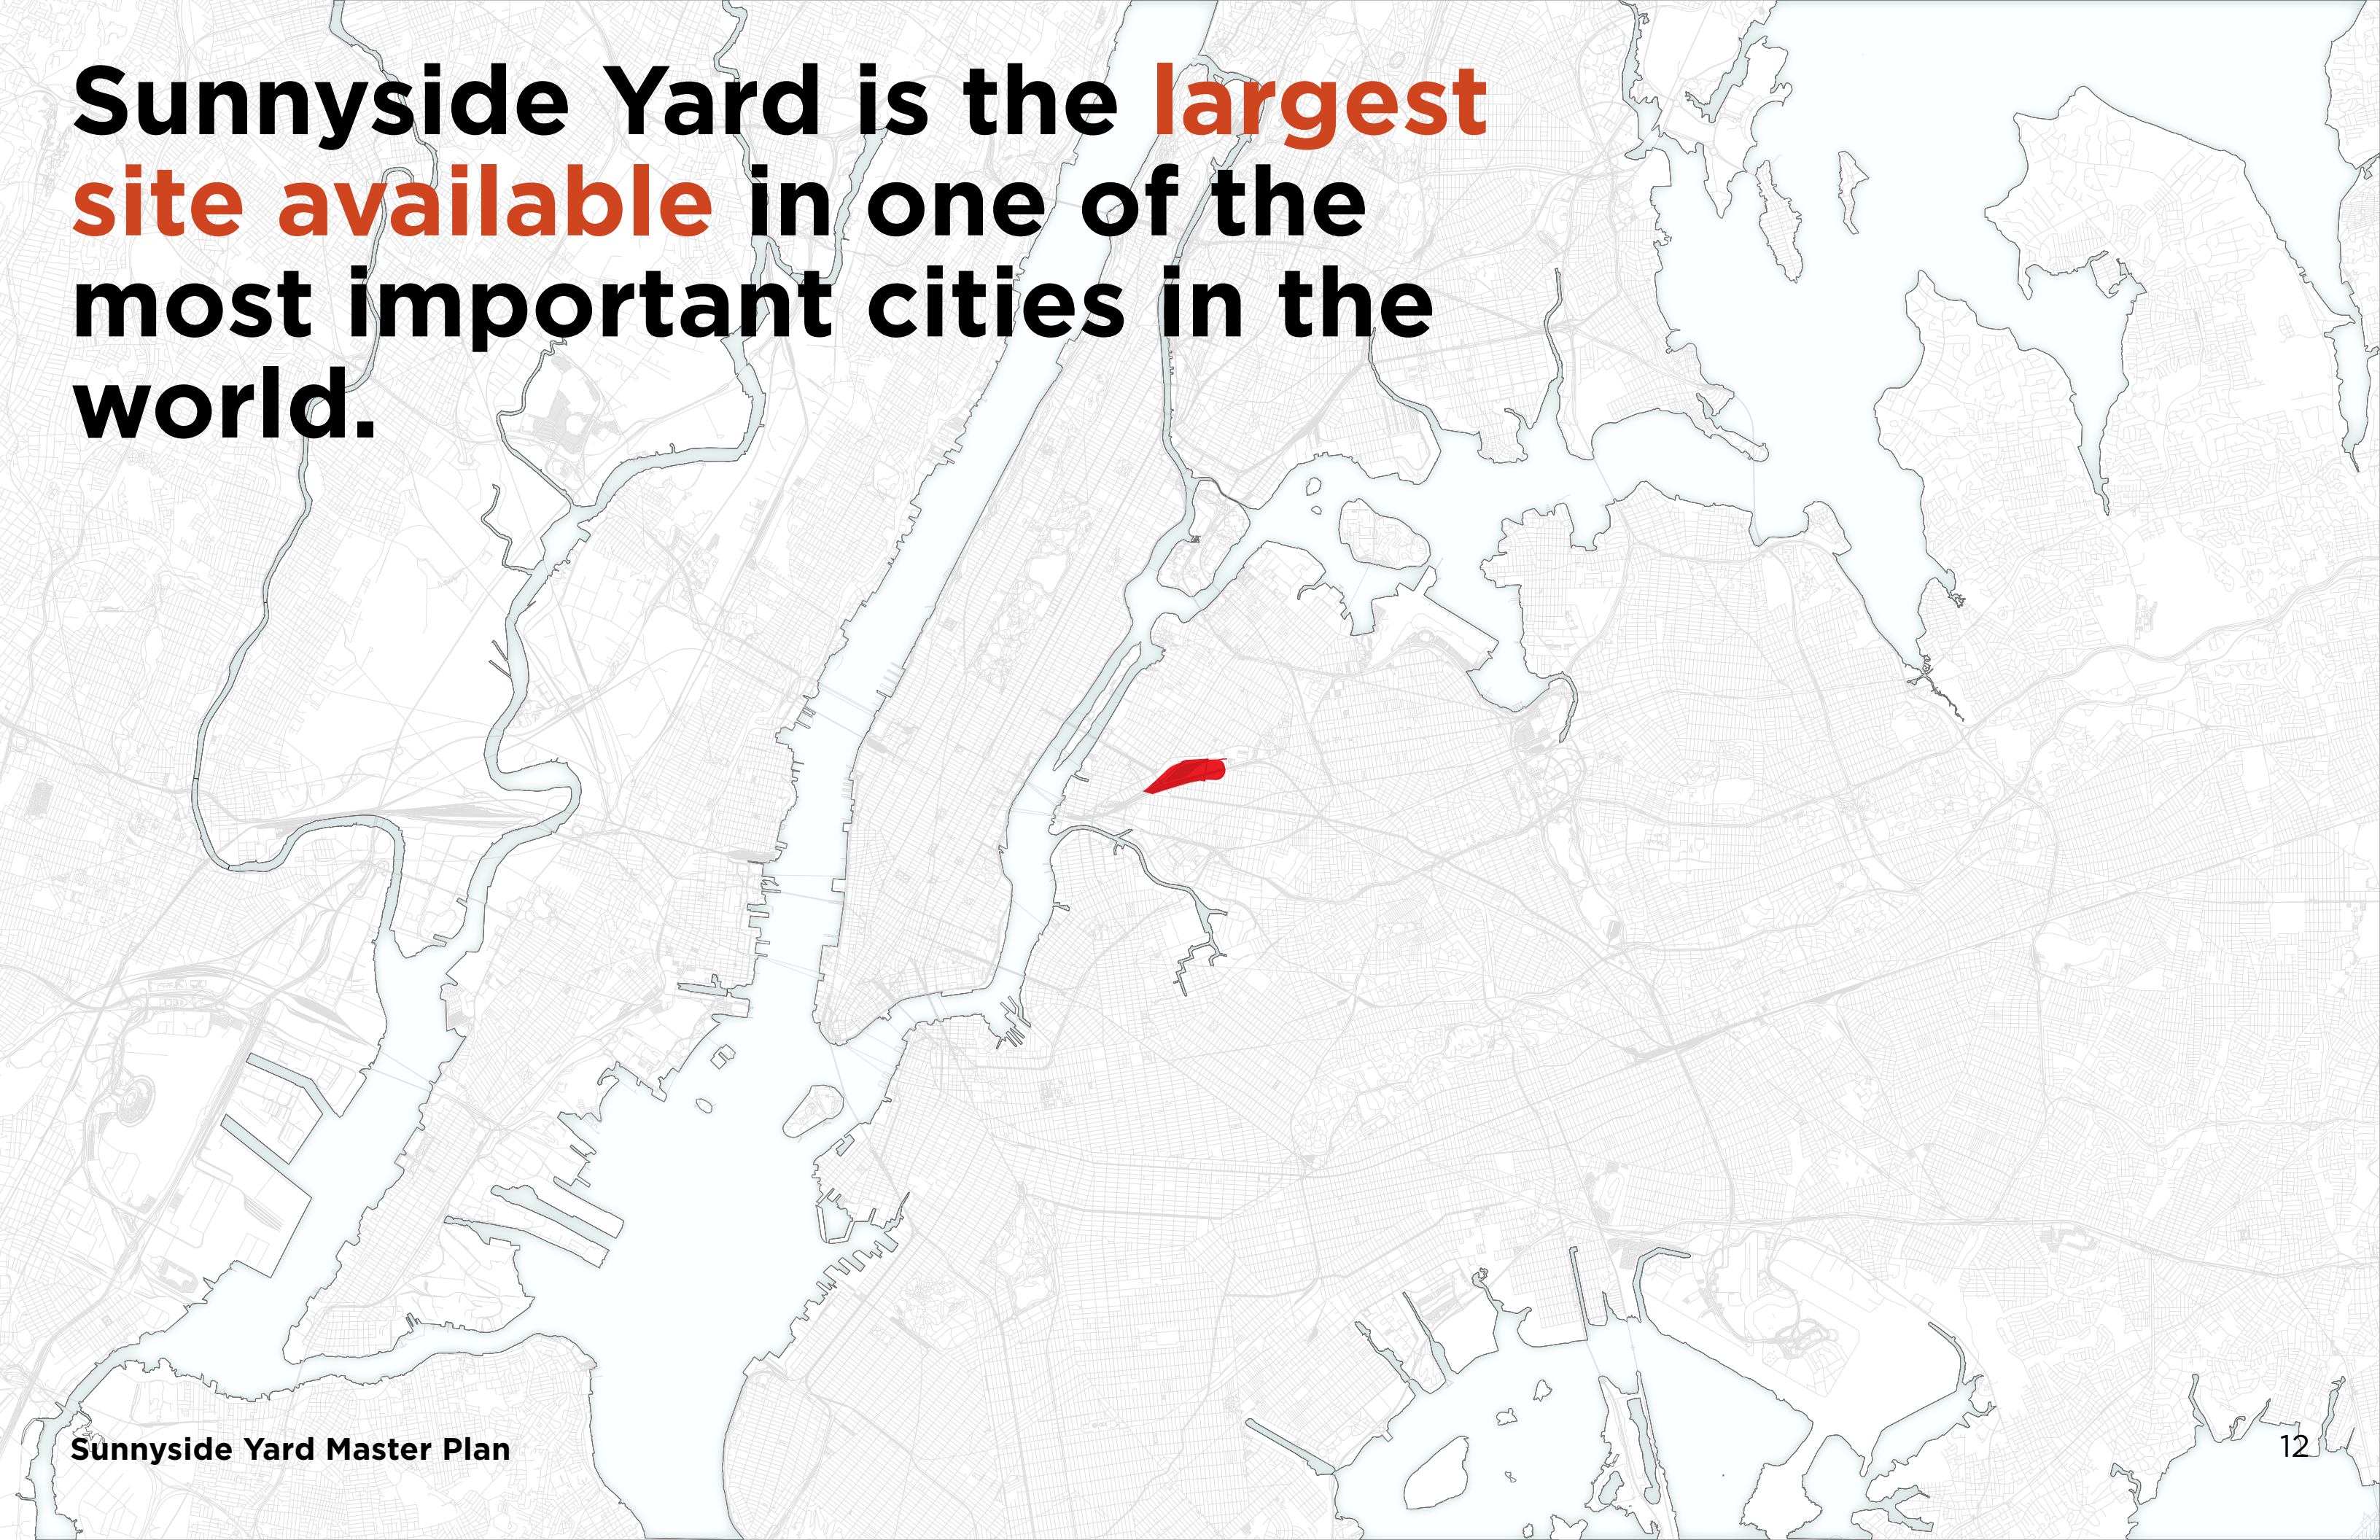 Sunnyside Yard is the largest
site available in one of the
most important cities in the
world.
Sunnyside Yard Master Plan
12